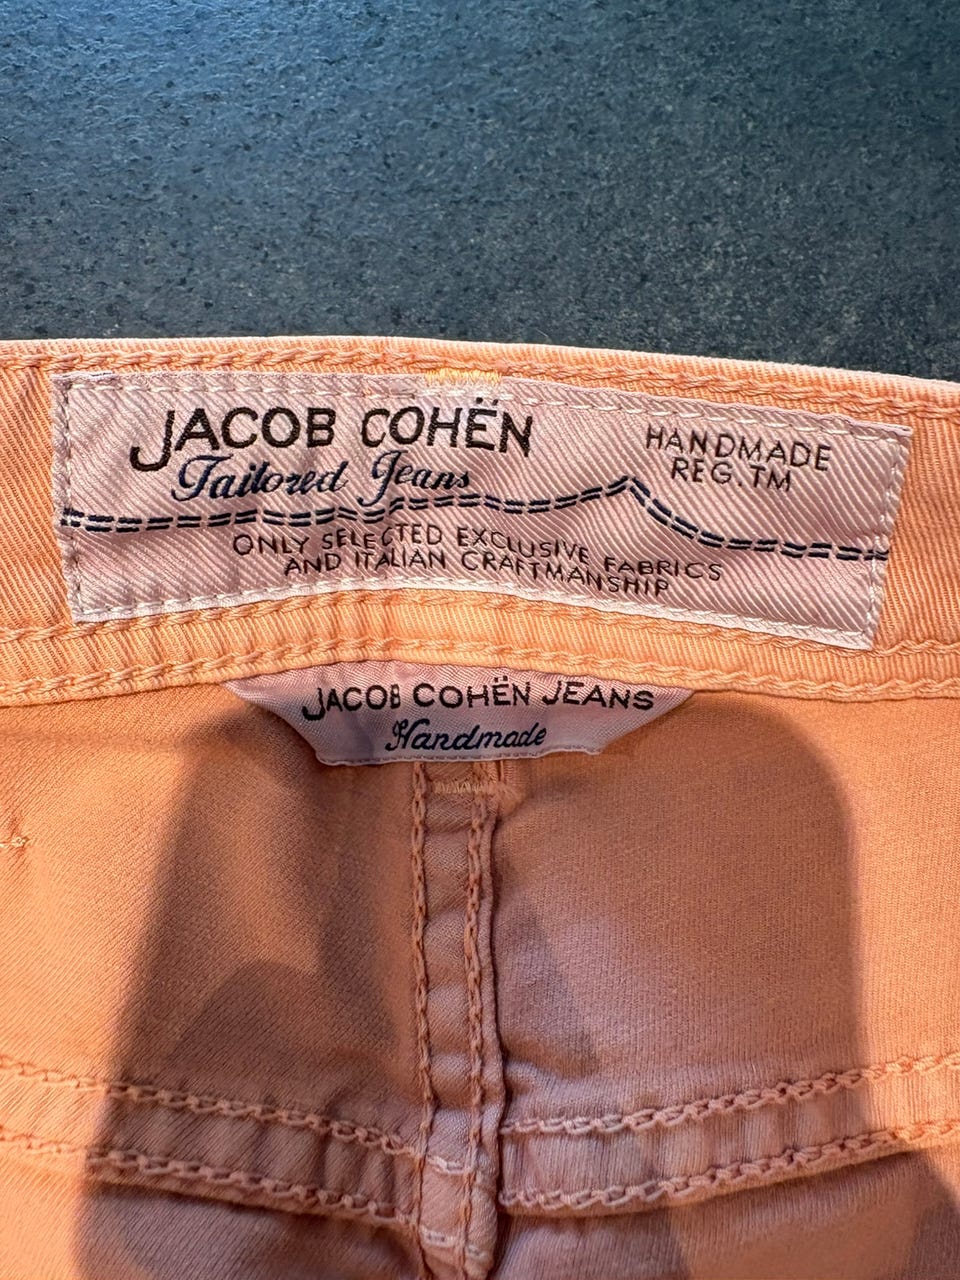 JACOB COHËN
Tailored Jeans
HANDMADE
REG.TM
ONLY SELECTED EXCLUSIVE FABRICS
AND ITALIAN CRAFTMANSHIP
JACOB COHËN JEANS
Handmade